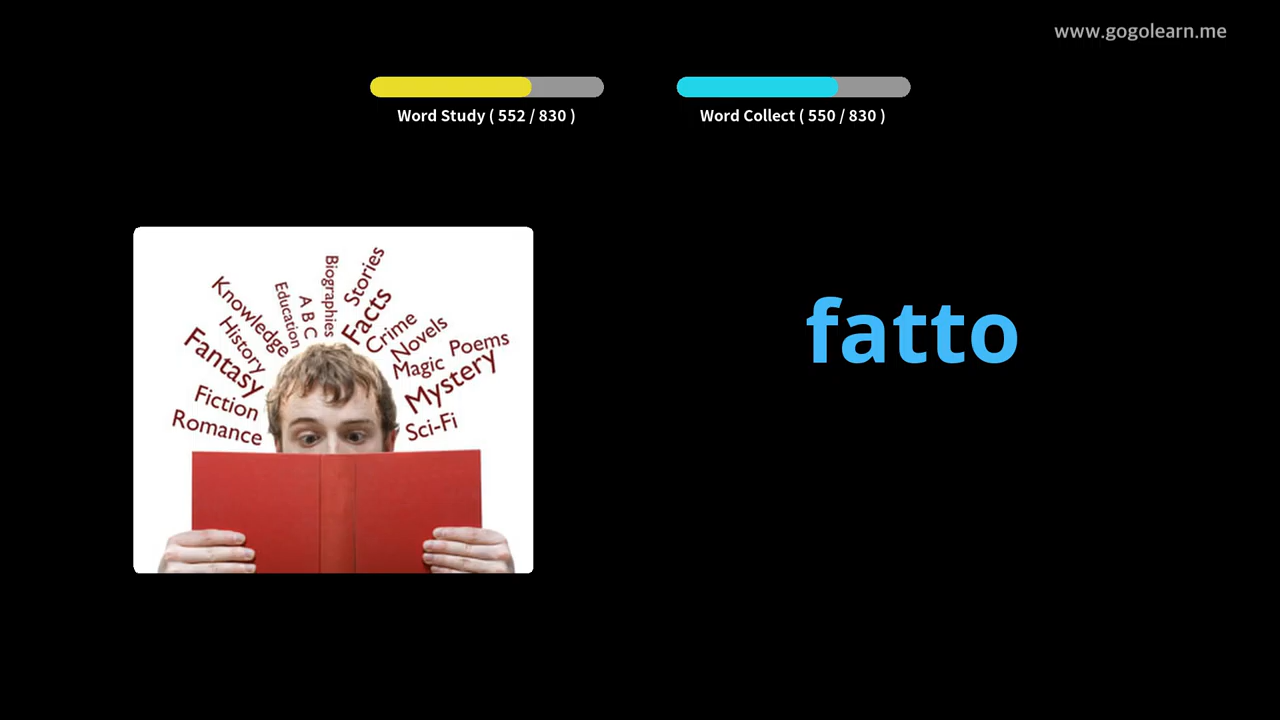 www.gogolearn.me
Word Study ( 552 / 830 )
Word Collect ( 550 / 830 )
Biographies
Stories
Knowledge
Education
A B C
Facts
History
Crime
Novels
Fantasy
Magic
Poems
Mystery
Fiction
Romance
Sci-Fi
fatto